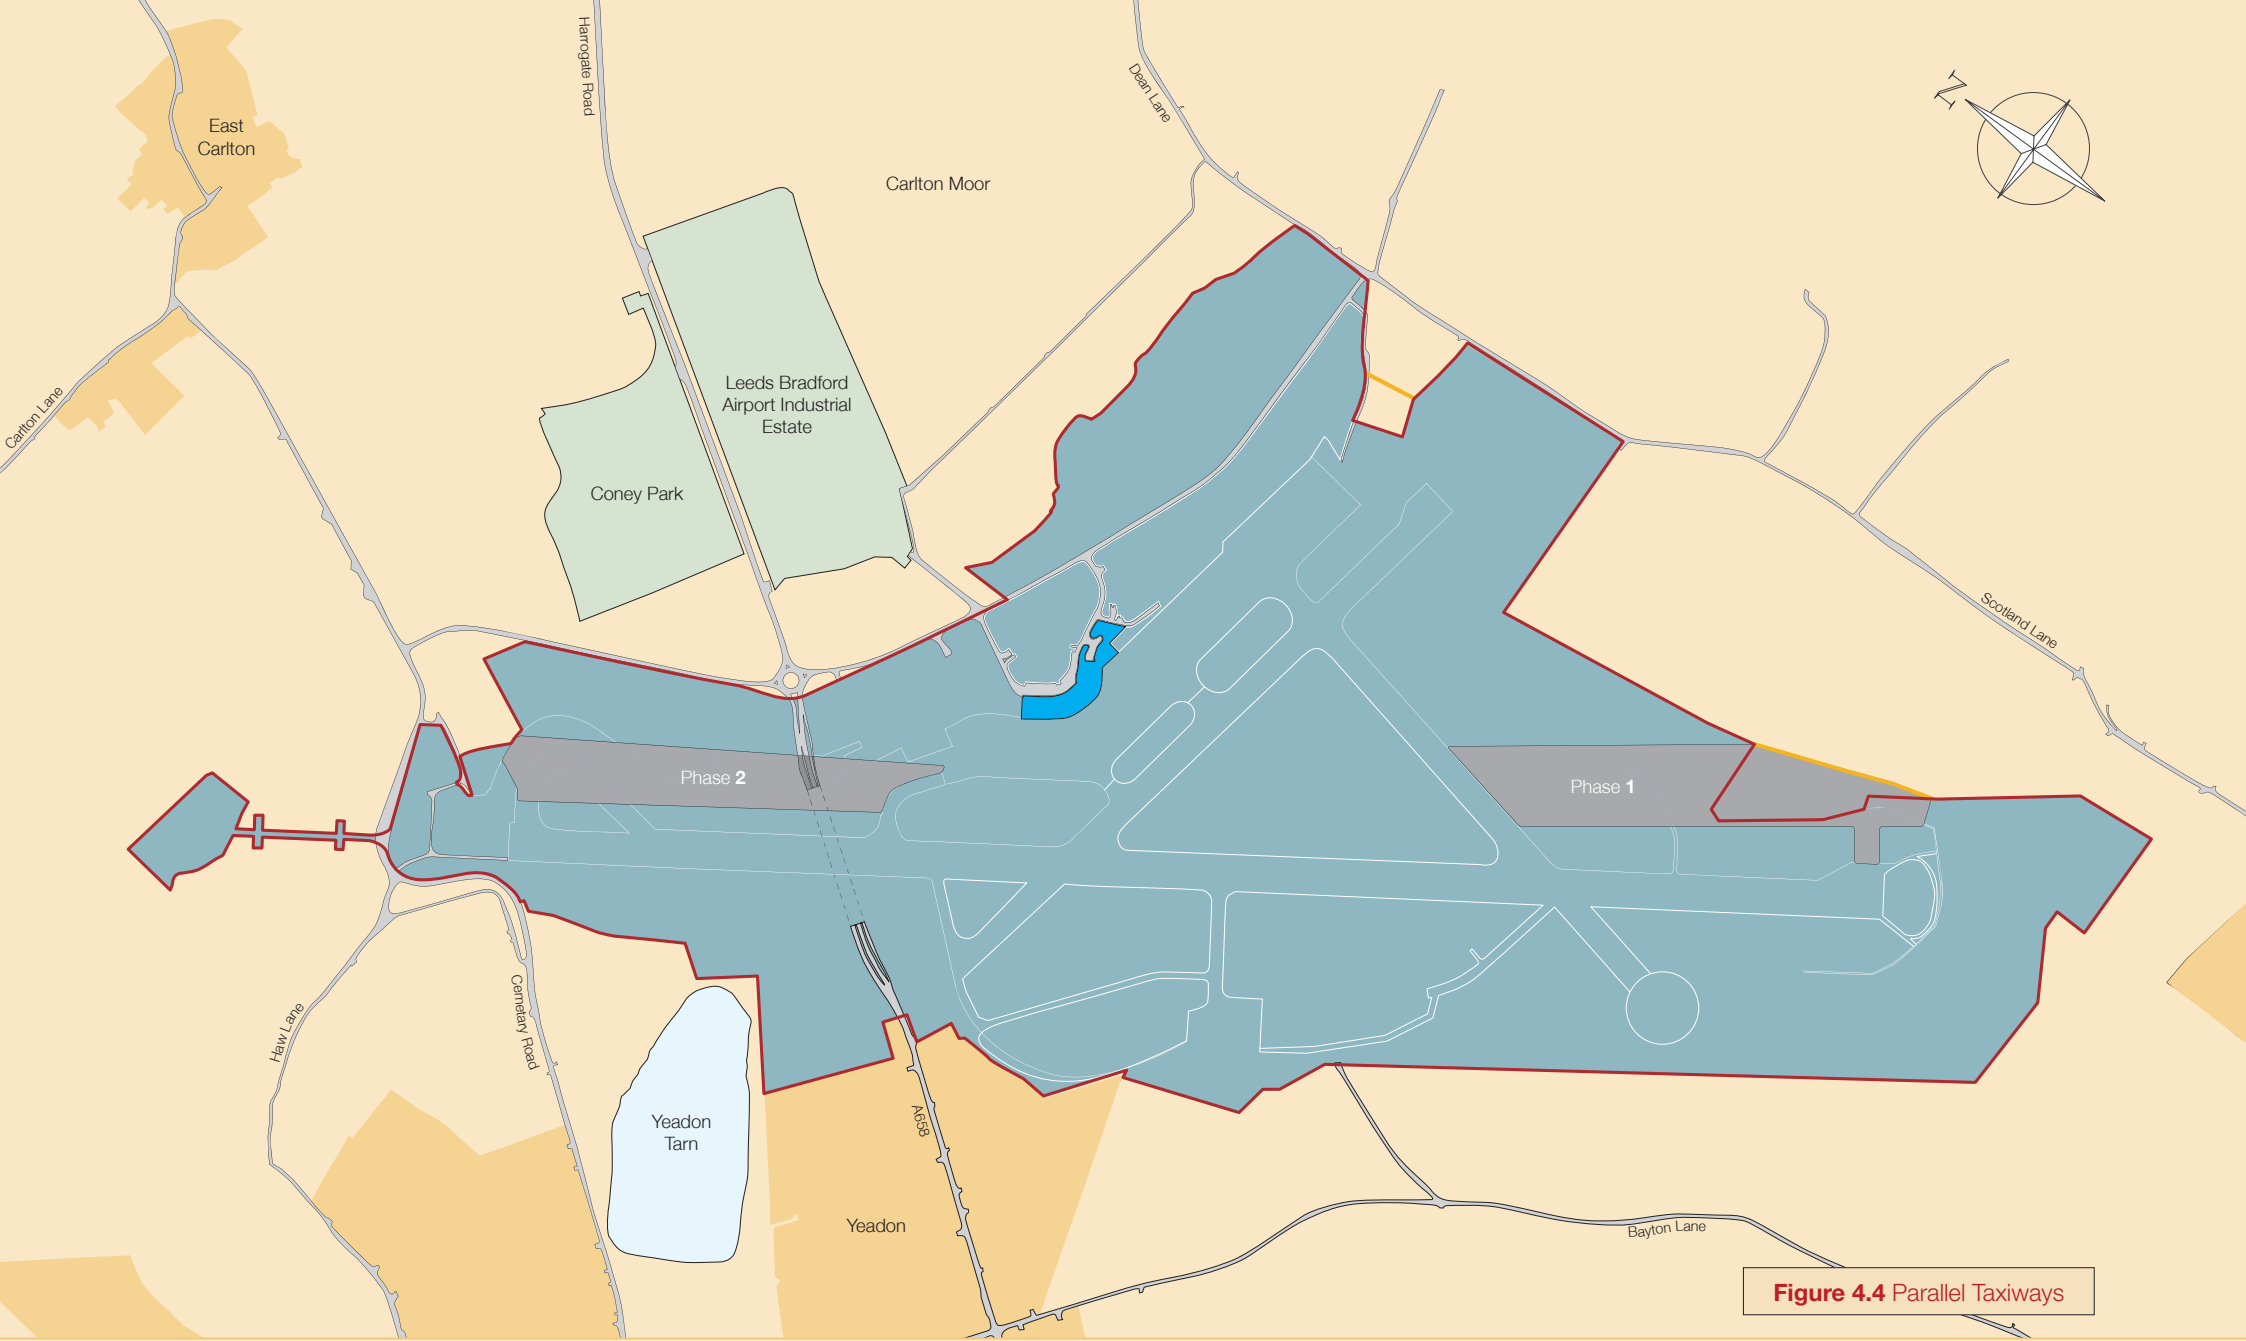 Harrogate Road
Dean Lane
N
East
Carlton
Carlton Moor
Leeds Bradford
Airport Industrial
Estate
Carlton Lane
Coney Park
Scotland Lane
Phase 2
Phase 1
Haw Lane
Cemetary Road
Yeadon
Tarn
A658
Yeadon
Bayton Lane
Figure 4.4 Parallel Taxiways